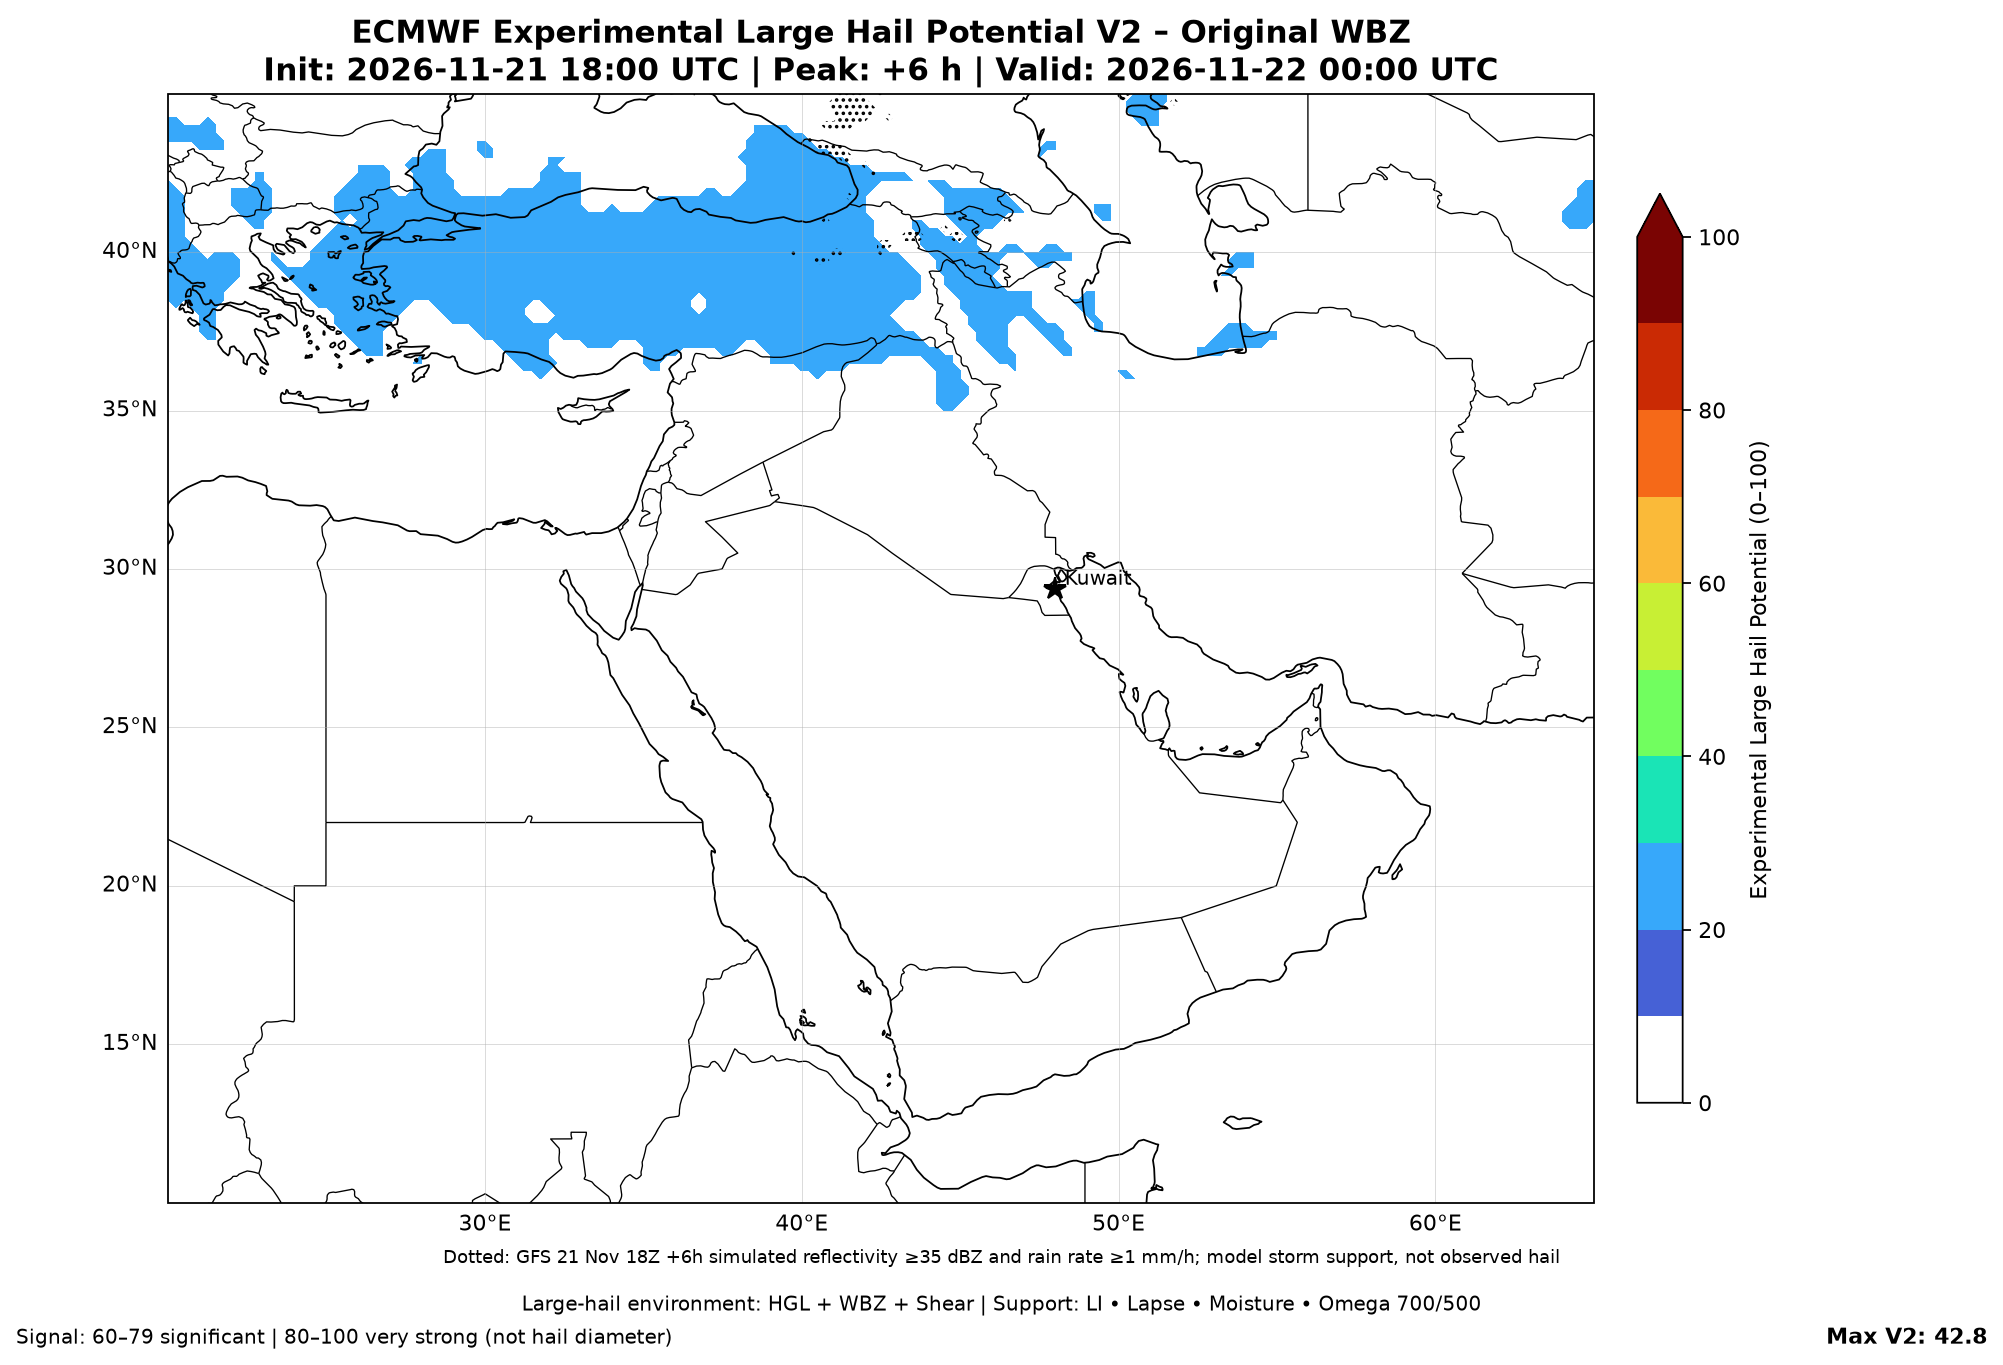 ECMWF Experimental Large Hail Potential V2 – Original WBZ
Init: 2026-11-21 18:00 UTC | Peak: +6 h | Valid: 2026-11-22 00:00 UTC
40°N
35°N
30°N
25°N
20°N
15°N
Kuwait
30°E
40°E
50°E
60°E
100
80
60
40
20
0
Experimental Large Hail Potential (0–100)
Dotted: GFS 21 Nov 18Z +6h simulated reflectivity ≥35 dBZ and rain rate ≥1 mm/h; model storm support, not observed hail
Large-hail environment: HGL + WBZ + Shear | Support: LI • Lapse • Moisture • Omega 700/500
Signal: 60–79 significant | 80–100 very strong (not hail diameter)
Max V2: 42.8